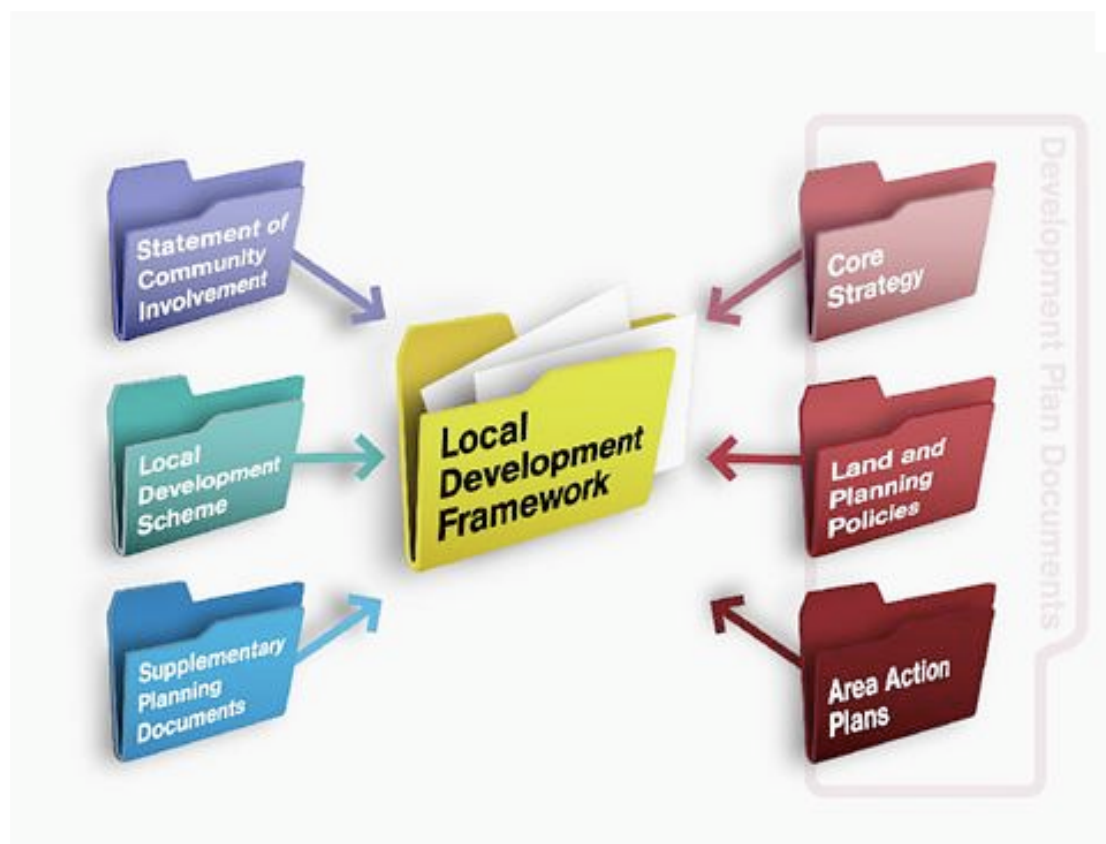 Statement of
Community
Involvement
Local
Development
Scheme
Supplementary
Planning
Documents
Local
Development
Framework
Core
Strategy
Land and
Planning
Policies
Area Action
Plans
Development Plan Documents